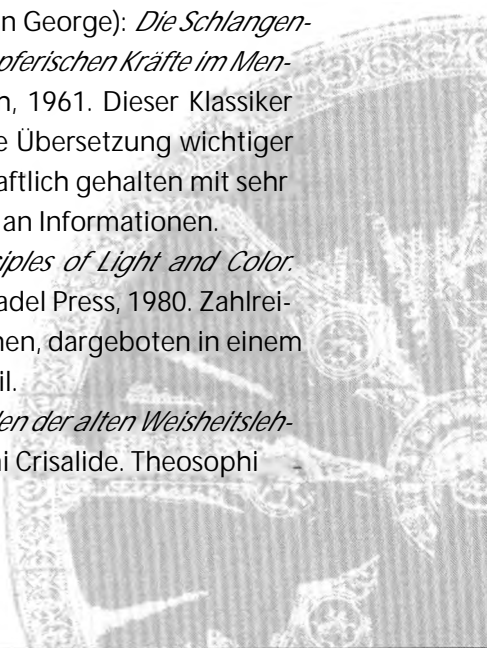 n George): Die Schlangen-
pferischen Kräfte im Men-
n, 1961. Dieser Klassiker
e Übersetzung wichtiger
aftlich gehalten mit sehr
an Informationen.
iples of Light and Color.
adel Press, 1980. Zahlrei-
nen, dargeboten in einem
il.
len der alten Weisheitsleh-
ni Crisalide. Theosophi